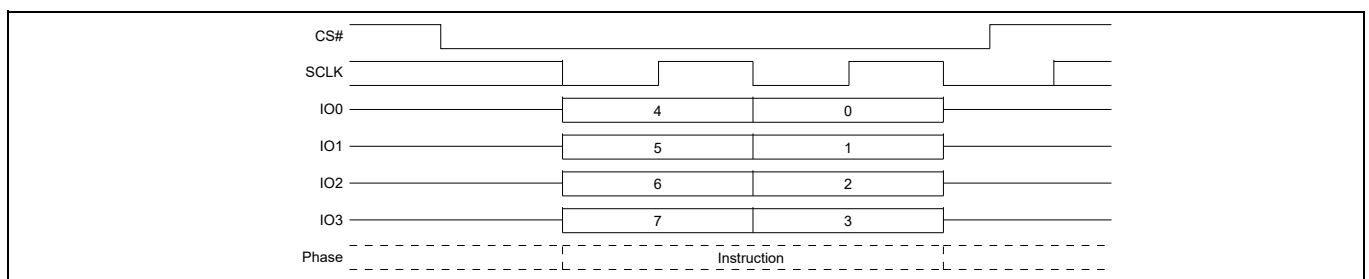 CS#
SCLK
IO0 4 0
IO1 5 1
IO2 6 2
IO3 7 3
Phase Instruction